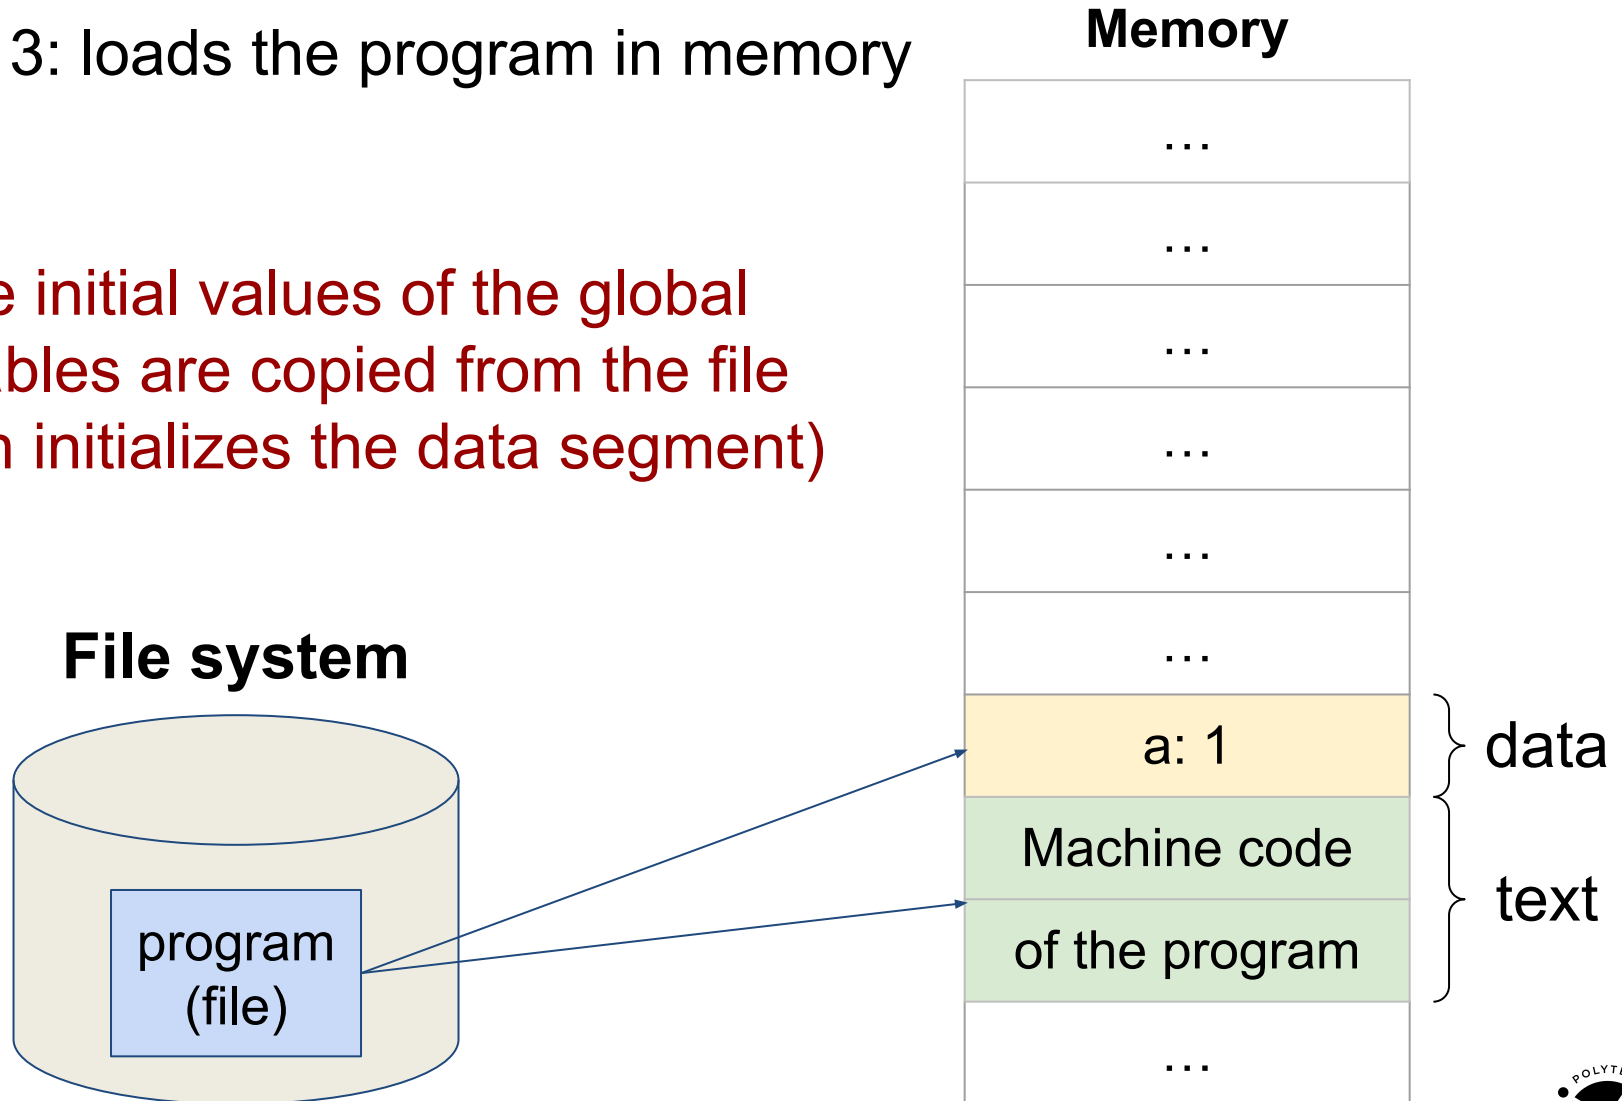 3: loads the program in memory
Memory
…
…
e initial values of the global
…
ables are copied from the file
n initializes the data segment)
…
…
…
File system
a: 1
data
Machine code
text
program
(file)
of the program
…